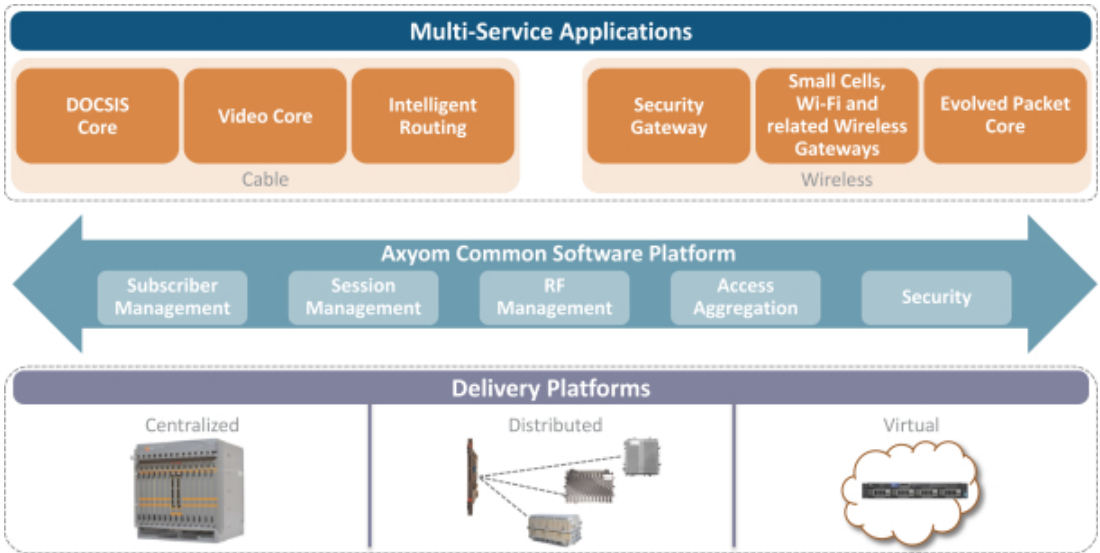 Multi-Service Applications
DOCSIS
Core
Video Core
Intelligent
Routing
Cable
Security
Gateway
Small Cells,
Wi-Fi and
related Wireless
Gateways
Evolved Packet
Core
Wireless
Axyom Common Software Platform
Subscriber
Management
Session
Management
RF
Management
Access
Aggregation
Security
Delivery Platforms
Centralized
Distributed
Virtual